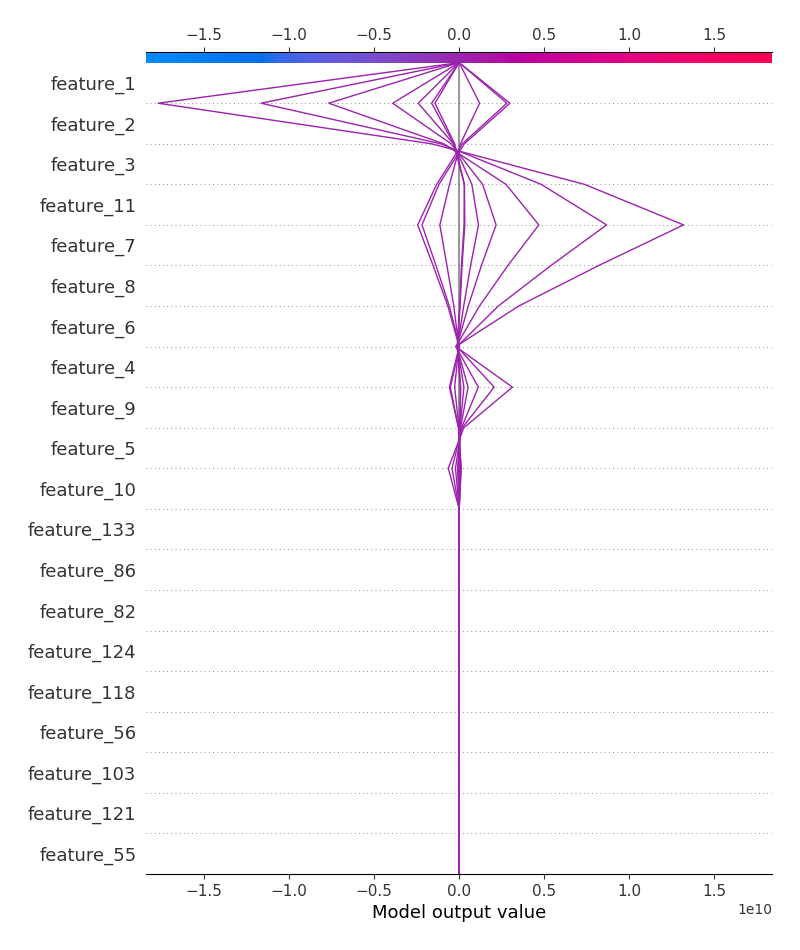 −1.5 −1.0 −0.5 0.0 0.5 1.0 1.5
feature_1
feature_2
feature_3
feature_11
feature_7
feature_8
feature_6
feature_4
feature_9
feature_5
feature_10
feature_133
feature_86
feature_82
feature_124
feature_118
feature_56
feature_103
feature_121
feature_55
−1.5 −1.0 −0.5 0.0 0.5 1.0 1.5
1e10
Model output value